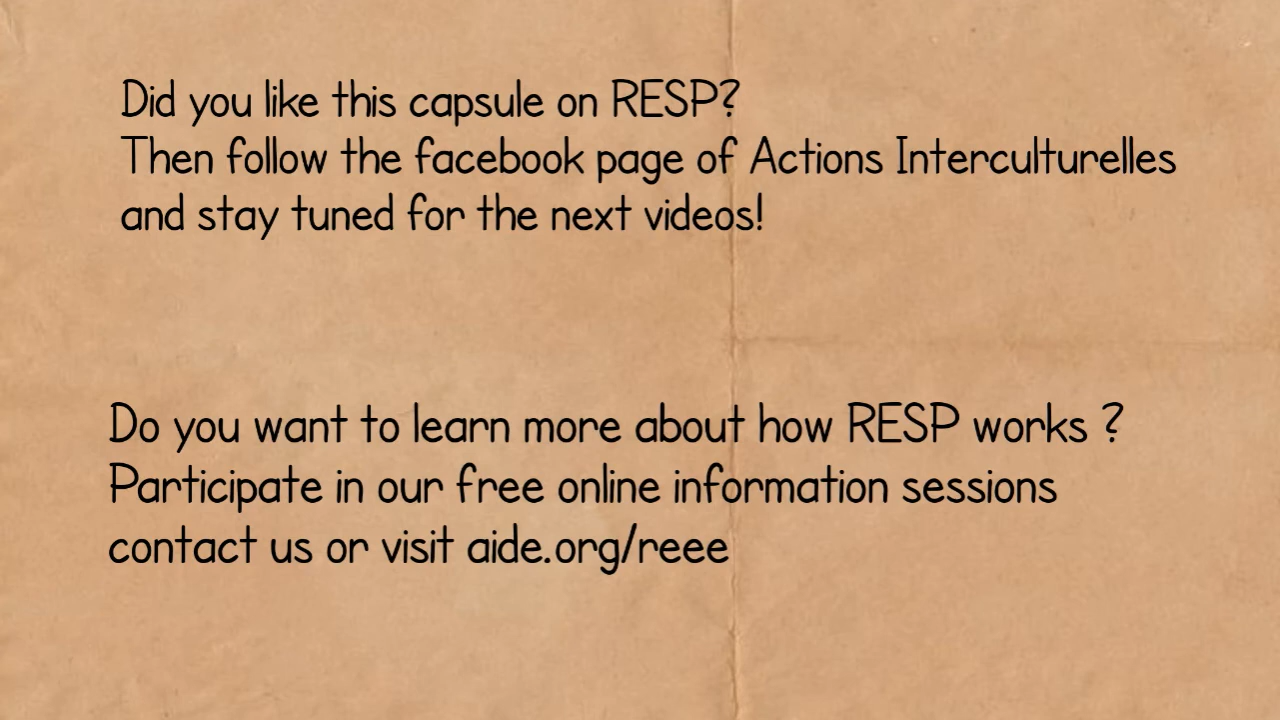 Did you like this capsule on RESP?
Then follow the facebook page of Actions Interculturelles
and stay tuned for the next videos!
Do you want to learn more about how RESP works ?
Participate in our free online information sessions
contact us or visit aide.org/reee